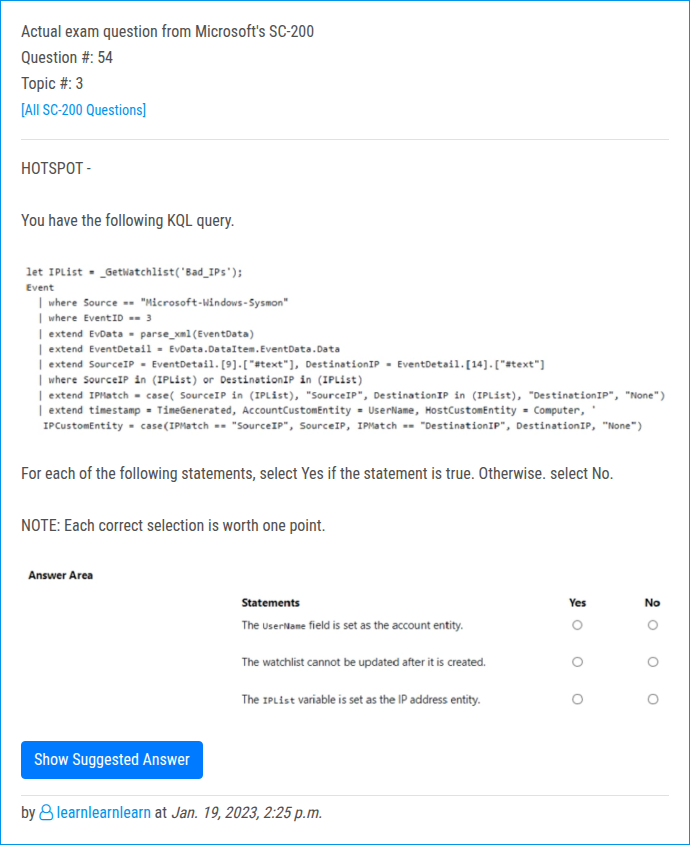 Actual exam question from Microsoft's SC-200
Question #: 54
Topic #: 3
[All SC-200 Questions]
HOTSPOT -
You have the following KQL query.
let IPList = _GetWatchlist('Bad_IPs');
Event
| where Source == "Microsoft-Windows-Sysmon"
| where EventID == 3
| extend EvData = parse_xml(EventData)
| extend EventDetail = EvData.DataItem.EventData.Data
| extend SourceIP = EventDetail.[9].["#text"], DestinationIP = EventDetail.[14].["#text"]
| where SourceIP in (IPList) or DestinationIP in (IPList)
| extend IPMatch = case( SourceIP in (IPList), "SourceIP", DestinationIP in (IPList), "DestinationIP", "None")
| extend timestamp = TimeGenerated, AccountCustomEntity = UserName, HostCustomEntity = Computer, '
IPCustomEntity = case(IPMatch == "SourceIP", SourceIP, IPMatch == "DestinationIP", DestinationIP, "None")
For each of the following statements, select Yes if the statement is true. Otherwise. select No.
NOTE: Each correct selection is worth one point.
Answer Area
Statements Yes No
The UserName field is set as the account entity.
The watchlist cannot be updated after it is created.
The IPList variable is set as the IP address entity.
Show Suggested Answer
by learnlearnlearn at Jan. 19, 2023, 2:25 p.m.